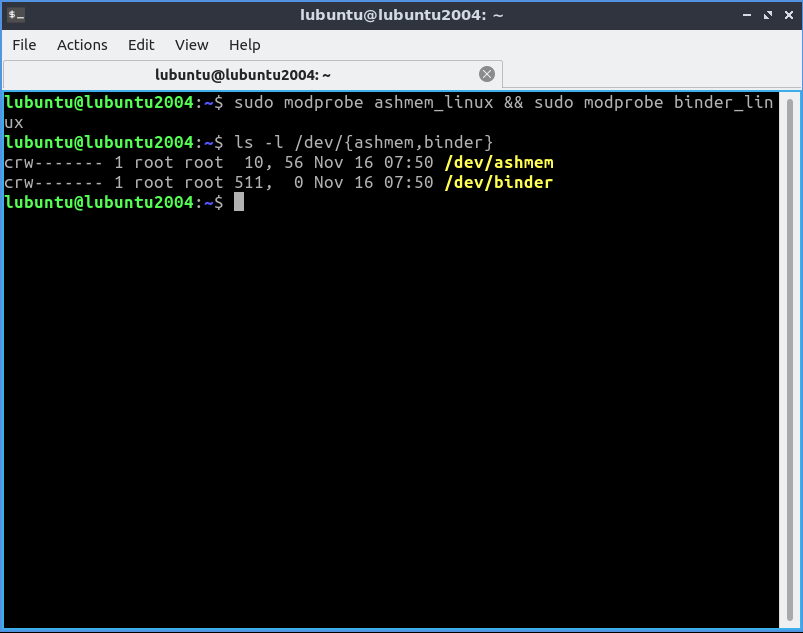 lubuntu@lubuntu2004: ~
File Actions Edit View Help
lubuntu@lubuntu2004: ~
lubuntu@lubuntu2004:~$ sudo modprobe ashmem_linux && sudo modprobe binder_lin
ux
lubuntu@lubuntu2004:~$ ls -l /dev/{ashmem,binder}
crw------- 1 root root  10, 56 Nov 16 07:50 /dev/ashmem
crw------- 1 root root 511,  0 Nov 16 07:50 /dev/binder
lubuntu@lubuntu2004:~$